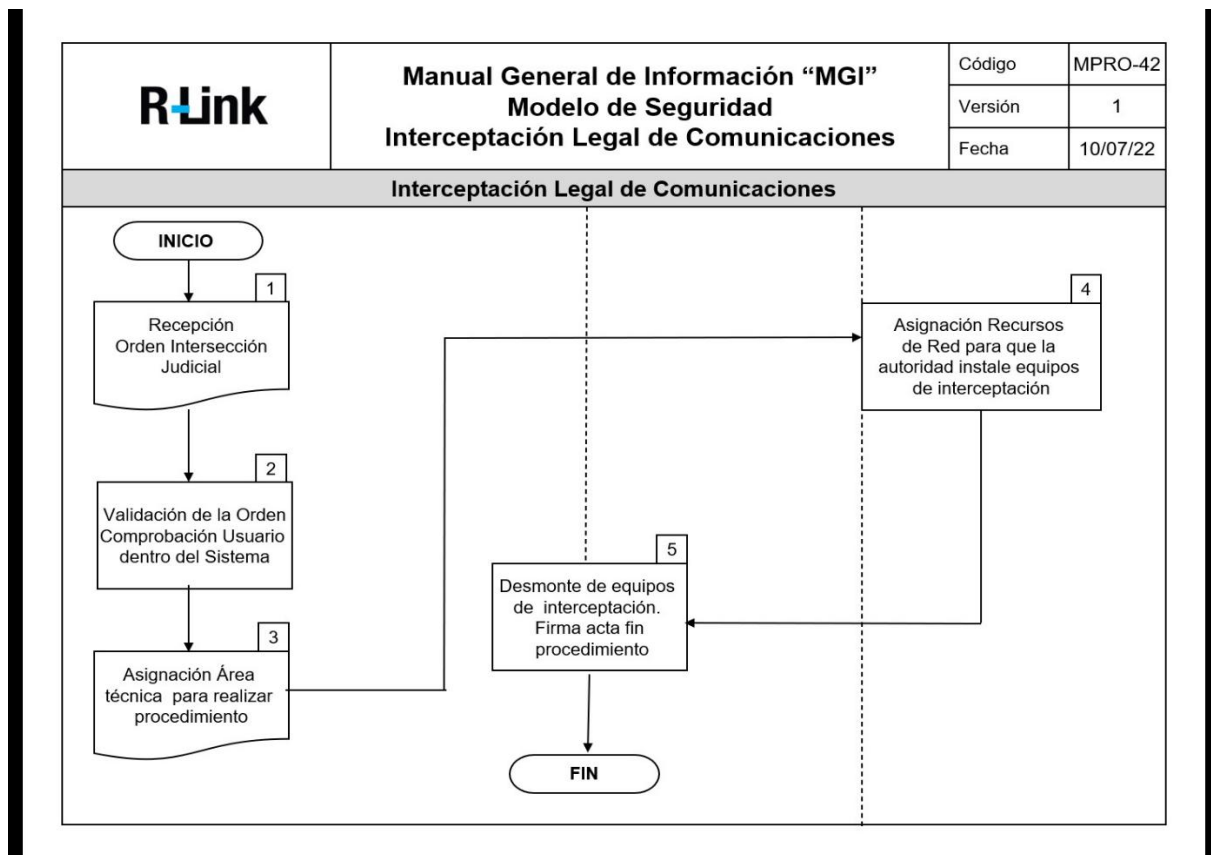 R-Link
Manual General de Información “MGI”
Modelo de Seguridad
Interceptación Legal de Comunicaciones
Código MPRO-42
Versión 1
Fecha 10/07/22
Interceptación Legal de Comunicaciones
INICIO
1
Recepción
Orden Intersección
Judicial
2
Validación de la Orden
Comprobación Usuario
dentro del Sistema
3
Asignación Área
técnica para realizar
procedimiento
4
Asignación Recursos
de Red para que la
autoridad instale equipos
de interceptación
5
Desmonte de equipos
de interceptación.
Firma acta fin
procedimiento
FIN